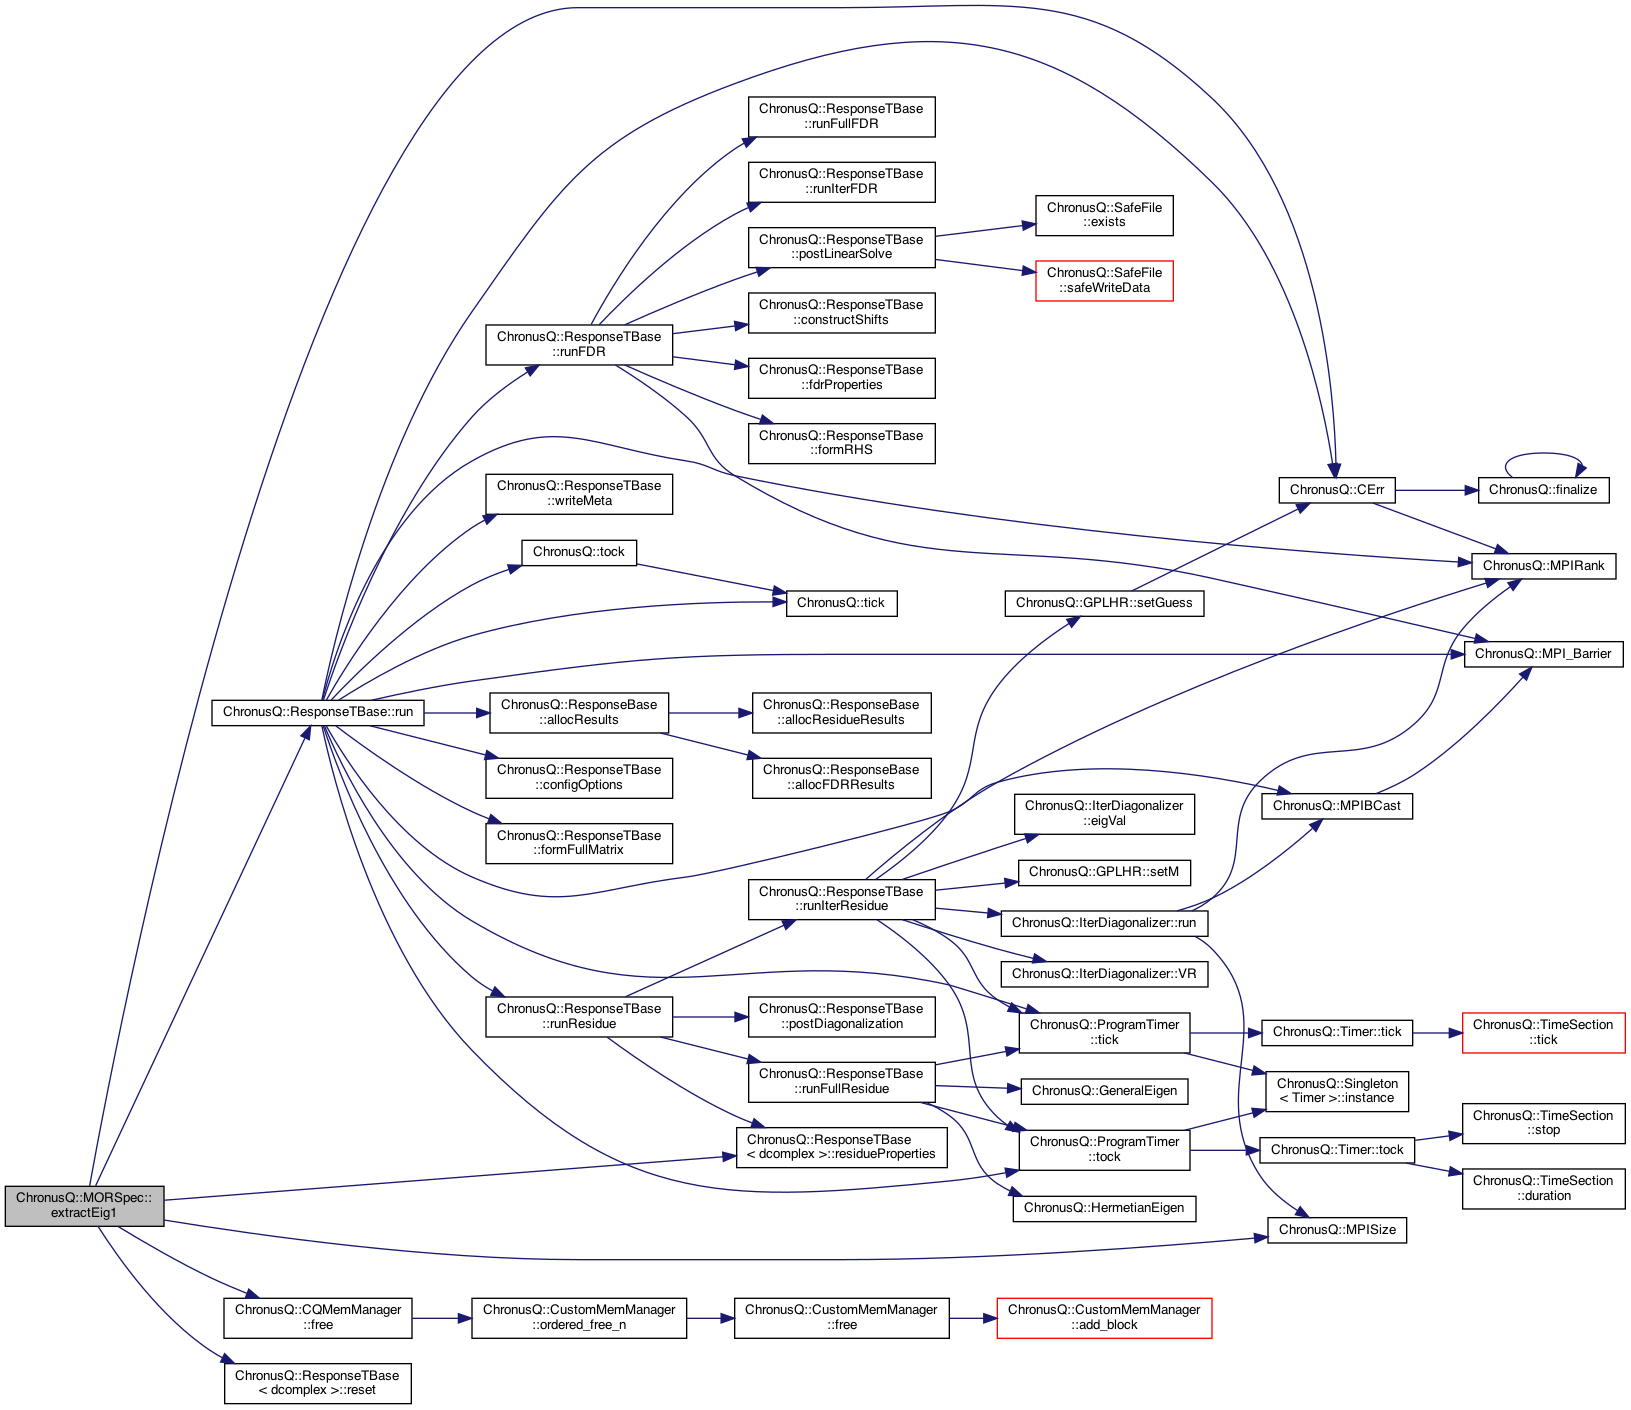 ChronusQ::ResponseTBase
::runFullFDR
ChronusQ::ResponseTBase
::runIterFDR
ChronusQ::SafeFile
::exists
ChronusQ::ResponseTBase
::postLinearSolve
ChronusQ::SafeFile
::safeWriteData
ChronusQ::ResponseTBase
::constructShifts
ChronusQ::ResponseTBase
::runFDR
ChronusQ::ResponseTBase
::fdrProperties
ChronusQ::ResponseTBase
::formRHS
ChronusQ::ResponseTBase
::writeMeta
ChronusQ::CErr
ChronusQ::finalize
ChronusQ::tock
ChronusQ::MPIRank
ChronusQ::tick
ChronusQ::GPLHR::setGuess
ChronusQ::MPI_Barrier
ChronusQ::ResponseTBase::run
ChronusQ::ResponseBase
::allocResults
ChronusQ::ResponseBase
::allocResidueResults
ChronusQ::ResponseTBase
::configOptions
ChronusQ::ResponseBase
::allocFDRResults
ChronusQ::IterDiagonalizer
::eigVal
ChronusQ::MPIBCast
ChronusQ::ResponseTBase
::formFullMatrix
ChronusQ::GPLHR::setM
ChronusQ::ResponseTBase
::runIterResidue
ChronusQ::IterDiagonalizer::run
ChronusQ::IterDiagonalizer::VR
ChronusQ::ResponseTBase
::runResidue
ChronusQ::ResponseTBase
::postDiagonalization
ChronusQ::ProgramTimer
::tick
ChronusQ::Timer::tick
ChronusQ::TimeSection
::tick
ChronusQ::ResponseTBase
::runFullResidue
ChronusQ::GeneralEigen
ChronusQ::Singleton
< Timer >::instance
ChronusQ::TimeSection
::stop
ChronusQ::ResponseTBase
< dcomplex >::residueProperties
ChronusQ::ProgramTimer
::tock
ChronusQ::Timer::tock
ChronusQ::TimeSection
::duration
ChronusQ::MORSpec::
extractEig1
ChronusQ::HermetianEigen
ChronusQ::MPISize
ChronusQ::CQMemManager
::free
ChronusQ::CustomMemManager
::ordered_free_n
ChronusQ::CustomMemManager
::free
ChronusQ::CustomMemManager
::add_block
ChronusQ::ResponseTBase
< dcomplex >::reset